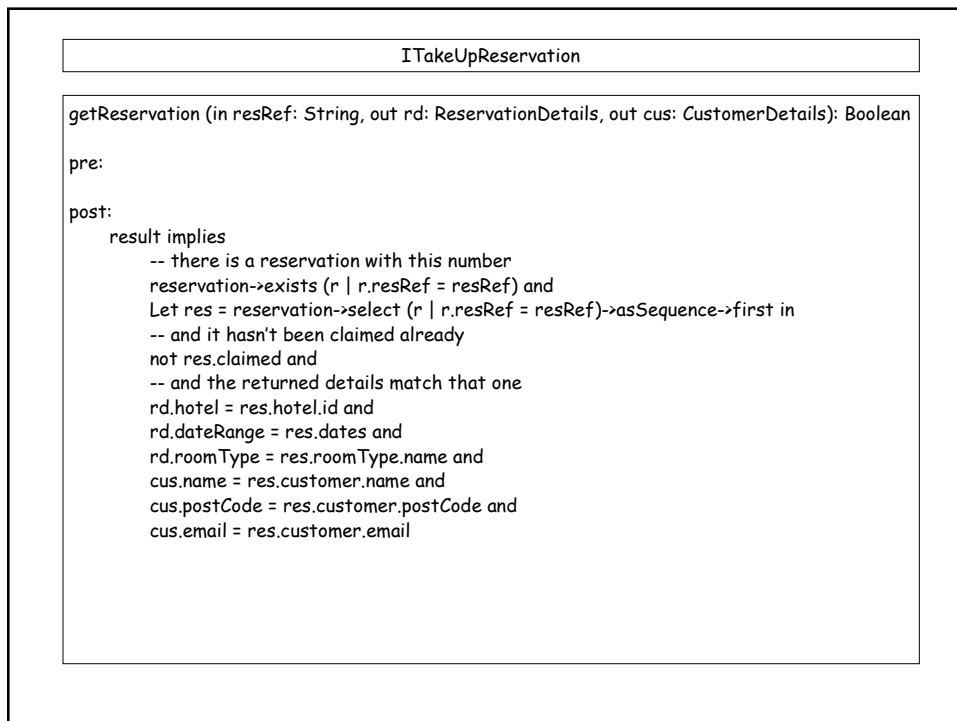 ITakeUpReservation
getReservation (in resRef: String, out rd: ReservationDetails, out cus: CustomerDetails): Boolean
pre:
post:
result implies
-- there is a reservation with this number
reservation->exists (r | r.resRef = resRef) and
Let res = reservation->select (r | r.resRef = resRef)->asSequence->first in
-- and it hasn’t been claimed already
not res.claimed and
-- and the returned details match that one
rd.hotel = res.hotel.id and
rd.dateRange = res.dates and
rd.roomType = res.roomType.name and
cus.name = res.customer.name and
cus.postCode = res.customer.postCode and
cus.email = res.customer.email